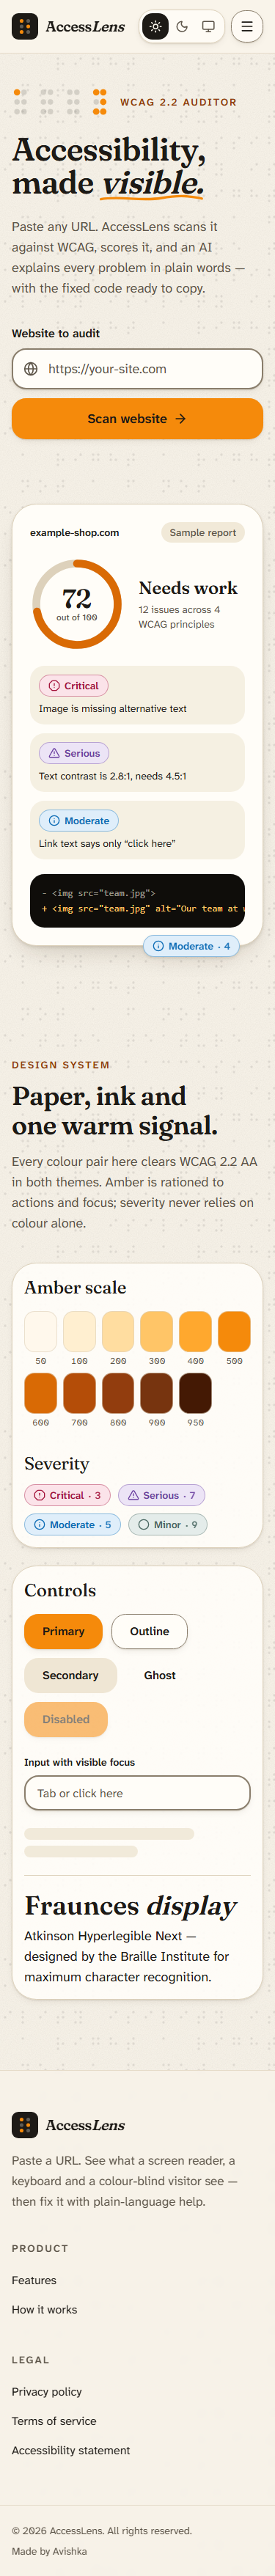 AccessLens
WCAG 2.2 AUDITOR
Accessibility,
made visible.
Paste any URL. AccessLens scans it
against WCAG, scores it, and an AI
explains every problem in plain words —
with the fixed code ready to copy.
Website to audit
https://your-site.com
Scan website →
example-shop.com
Sample report
72
out of 100
Needs work
12 issues across 4
WCAG principles
Critical
Image is missing alternative text
Serious
Text contrast is 2.8:1, needs 4.5:1
Moderate
Link text says only “click here”
- <img src="team.jpg">
+ <img src="team.jpg" alt="Our team at
Moderate · 4
DESIGN SYSTEM
Paper, ink and
one warm signal.
Every colour pair here clears WCAG 2.2 AA
in both themes. Amber is rationed to
actions and focus; severity never relies on
colour alone.
Amber scale
50 100 200 300 400 500
600 700 800 900 950
Severity
Critical · 3 Serious · 7
Moderate · 5 Minor · 9
Controls
Primary Outline
Secondary Ghost
Disabled
Input with visible focus
Tab or click here
Fraunces display
Atkinson Hyperlegible Next —
designed by the Braille Institute for
maximum character recognition.
AccessLens
Paste a URL. See what a screen reader, a
keyboard and a colour-blind visitor see —
then fix it with plain-language help.
PRODUCT
Features
How it works
LEGAL
Privacy policy
Terms of service
Accessibility statement
© 2026 AccessLens. All rights reserved.
Made by Avishka